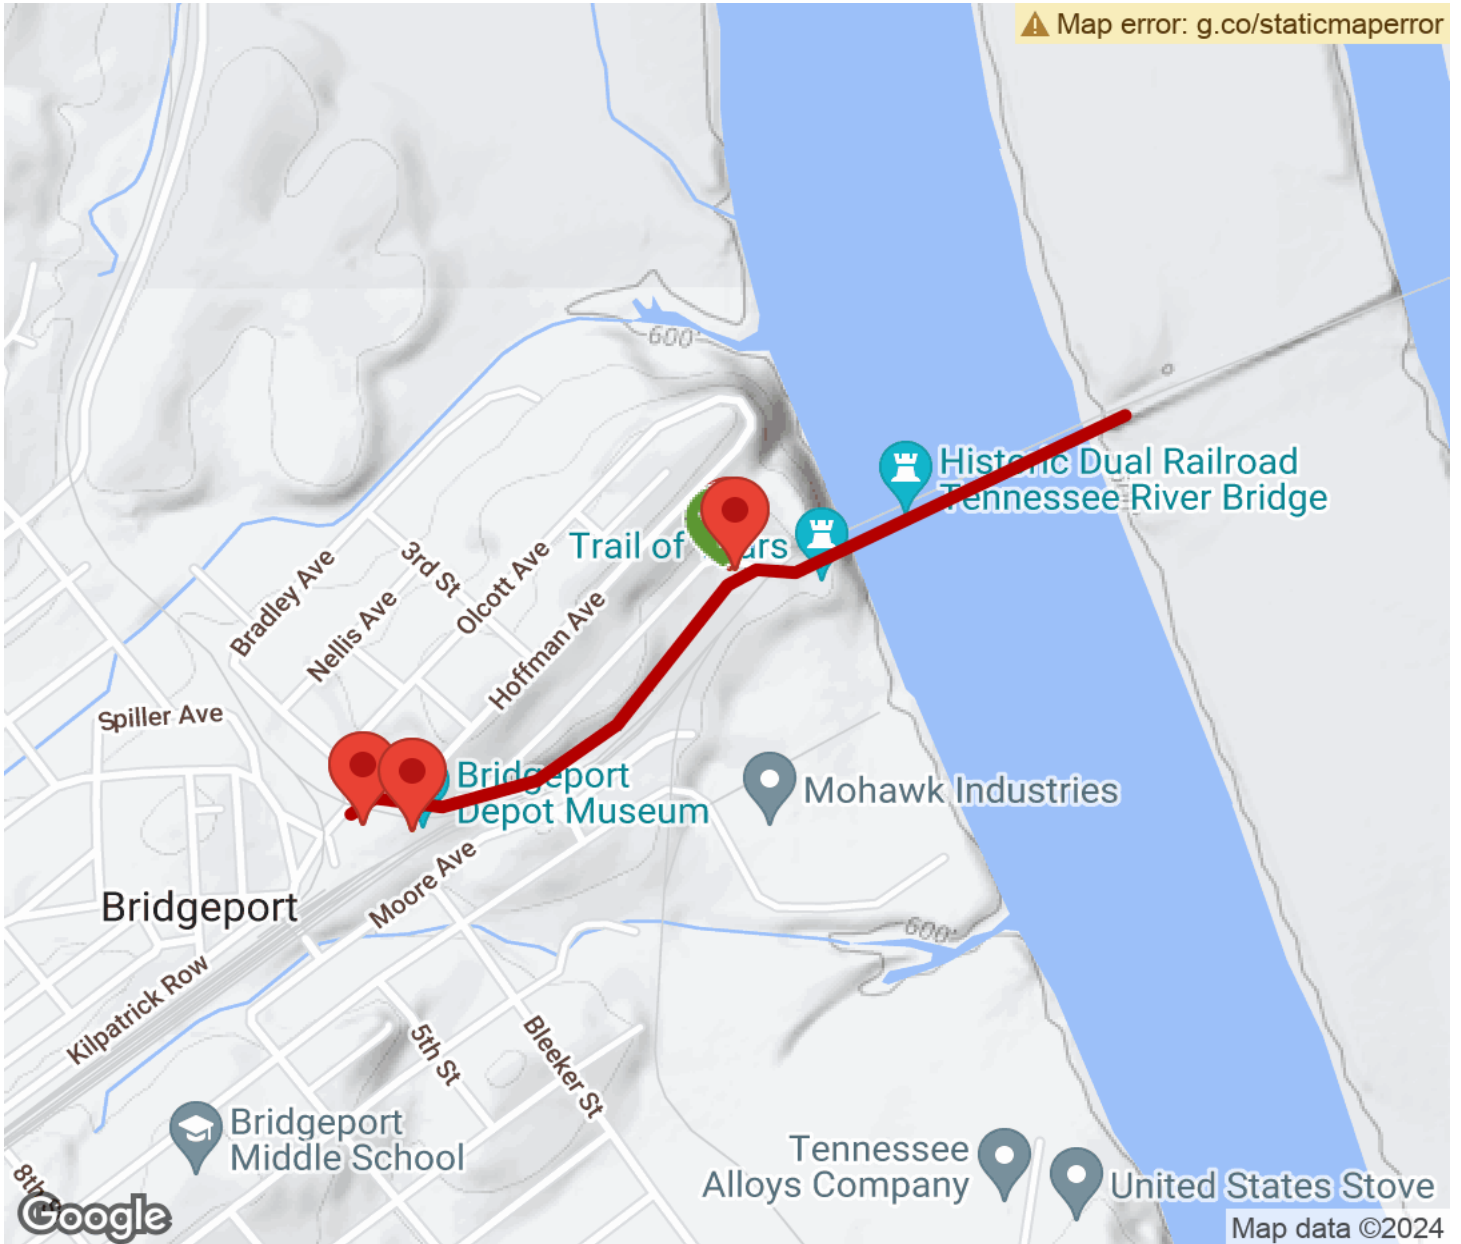 Map error: g.co/staticmaperror
600
Historic Dual Railroad
Tennessee River Bridge
Trail of
3rd St
Olcott Ave
Bradley Ave
Nellis Ave
Hoffman Ave
Spiller Ave
Bridgeport
Depot Museum
Mohawk Industries
Moore Ave
Bridgeport
600
Kilpatrick Row
5th St
Bleeker St
Bridgeport
Middle School
Tennessee
Alloys Company
United States Stove
8th
Google
Map data ©2024